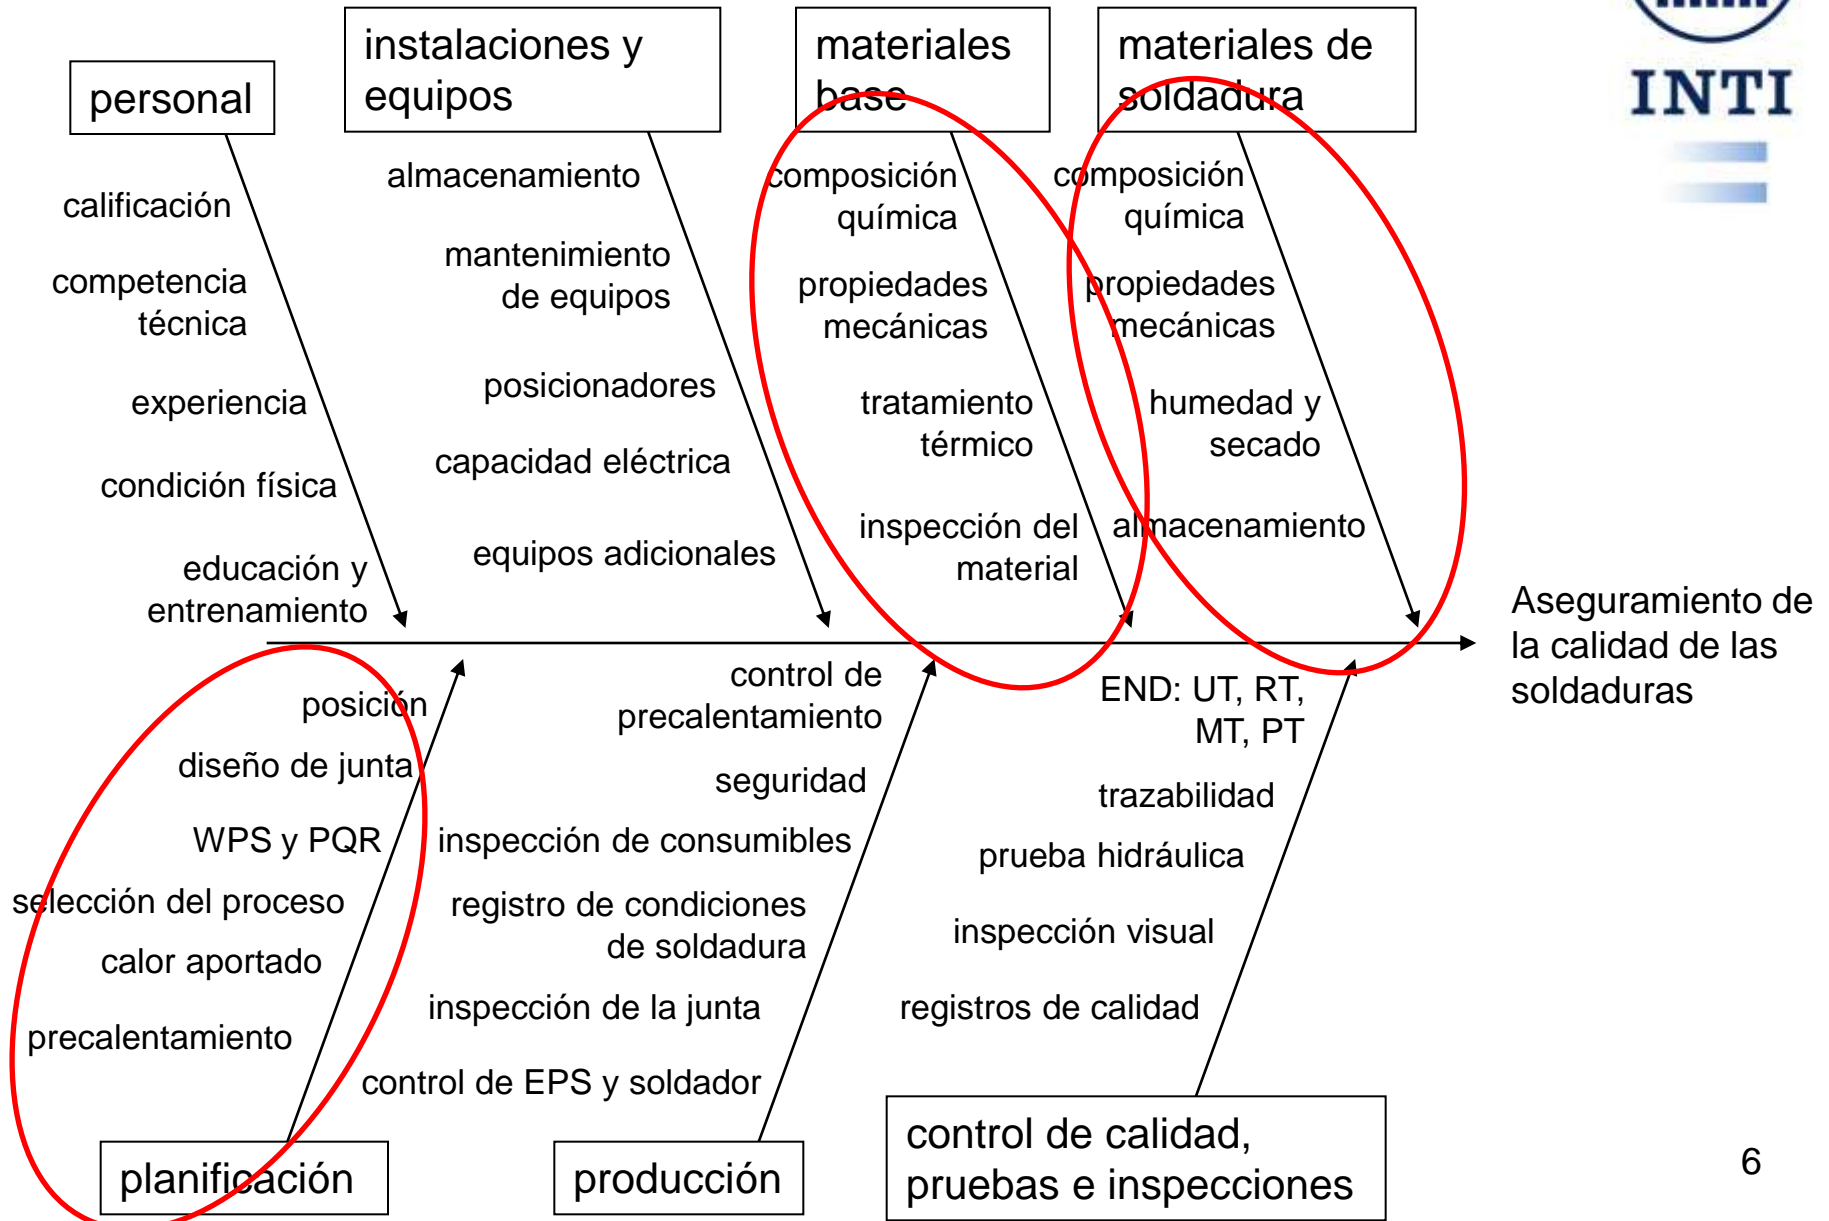 personal
calificación
competencia
técnica
experiencia
condición física
educación y
entrenamiento
instalaciones y
equipos
almacenamiento
mantenimiento
de equipos
posicionadores
capacidad eléctrica
equipos adicionales
materiales
base
composición
química
propiedades
mecánicas
tratamiento
térmico
inspección del
material
materiales de
soldadura
composición
química
propiedades
mecánicas
humedad y
secado
almacenamiento
INTI
Aseguramiento de
la calidad de las
soldaduras
posición
diseño de junta
WPS y PQR
selección del proceso
calor aportado
precalentamiento
planificación
control de
precalentamiento
seguridad
inspección de consumibles
registro de condiciones
de soldadura
inspección de la junta
control de EPS y soldador
producción
END: UT, RT,
MT, PT
trazabilidad
prueba hidráulica
inspección visual
registros de calidad
control de calidad,
pruebas e inspecciones
6